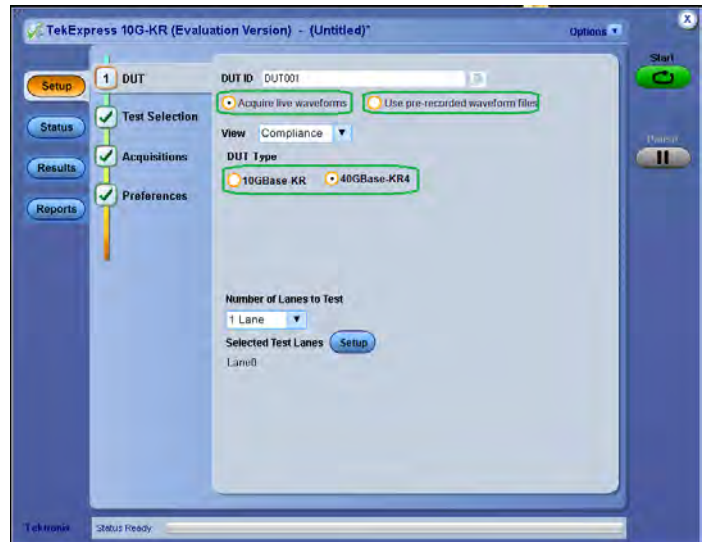 TekExpress 10G-KR (Evaluation Version) - (Untitled)*
Options
x
Start
Setup
1 DUT
DUT ID DUT001
Acquire live waveforms
Use pre-recorded waveform files
Status
Test Selection
View Compliance
Pause
Results
Acquisitions
DUT Type
10GBase-KR
40GBase-KR4
Reports
Preferences
Number of Lanes to Test
1 Lane
Selected Test Lanes Setup
Lane0
Tektronix
Status Ready